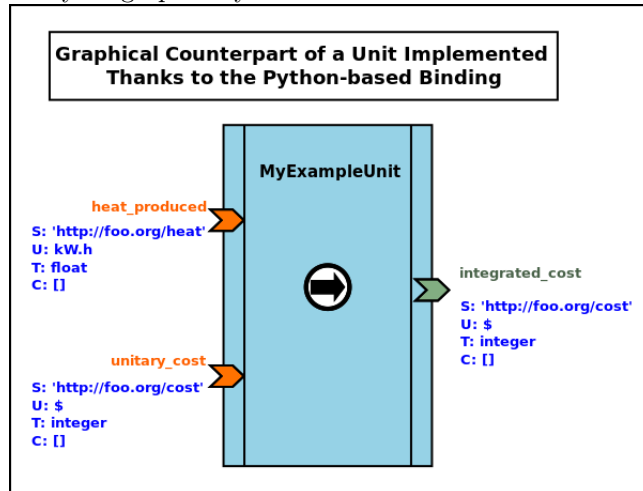 Graphical Counterpart of a Unit Implemented
Thanks to the Python-based Binding
MyExampleUnit
heat_produced
S: 'http://foo.org/heat'
U: kW.h
T: float
C: []
integrated_cost
S: 'http://foo.org/cost'
U: $
T: integer
C: []
unitary_cost
S: 'http://foo.org/cost'
U: $
T: integer
C: []